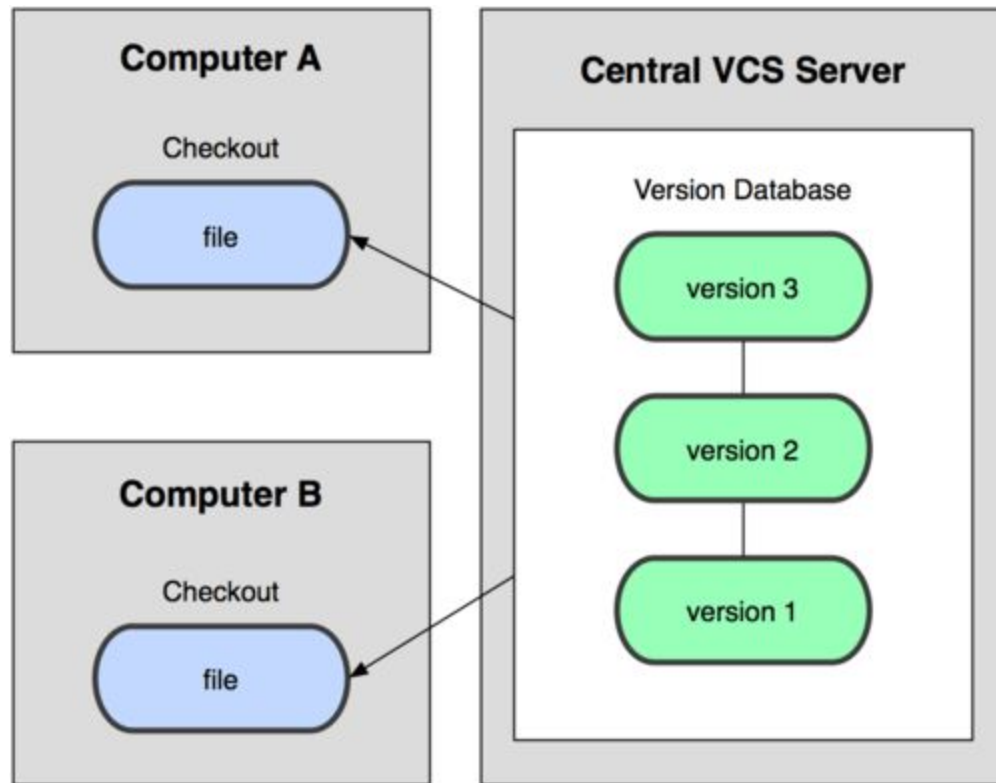 Computer A
Checkout
file
Computer B
Checkout
file
Central VCS Server
Version Database
version 3
version 2
version 1